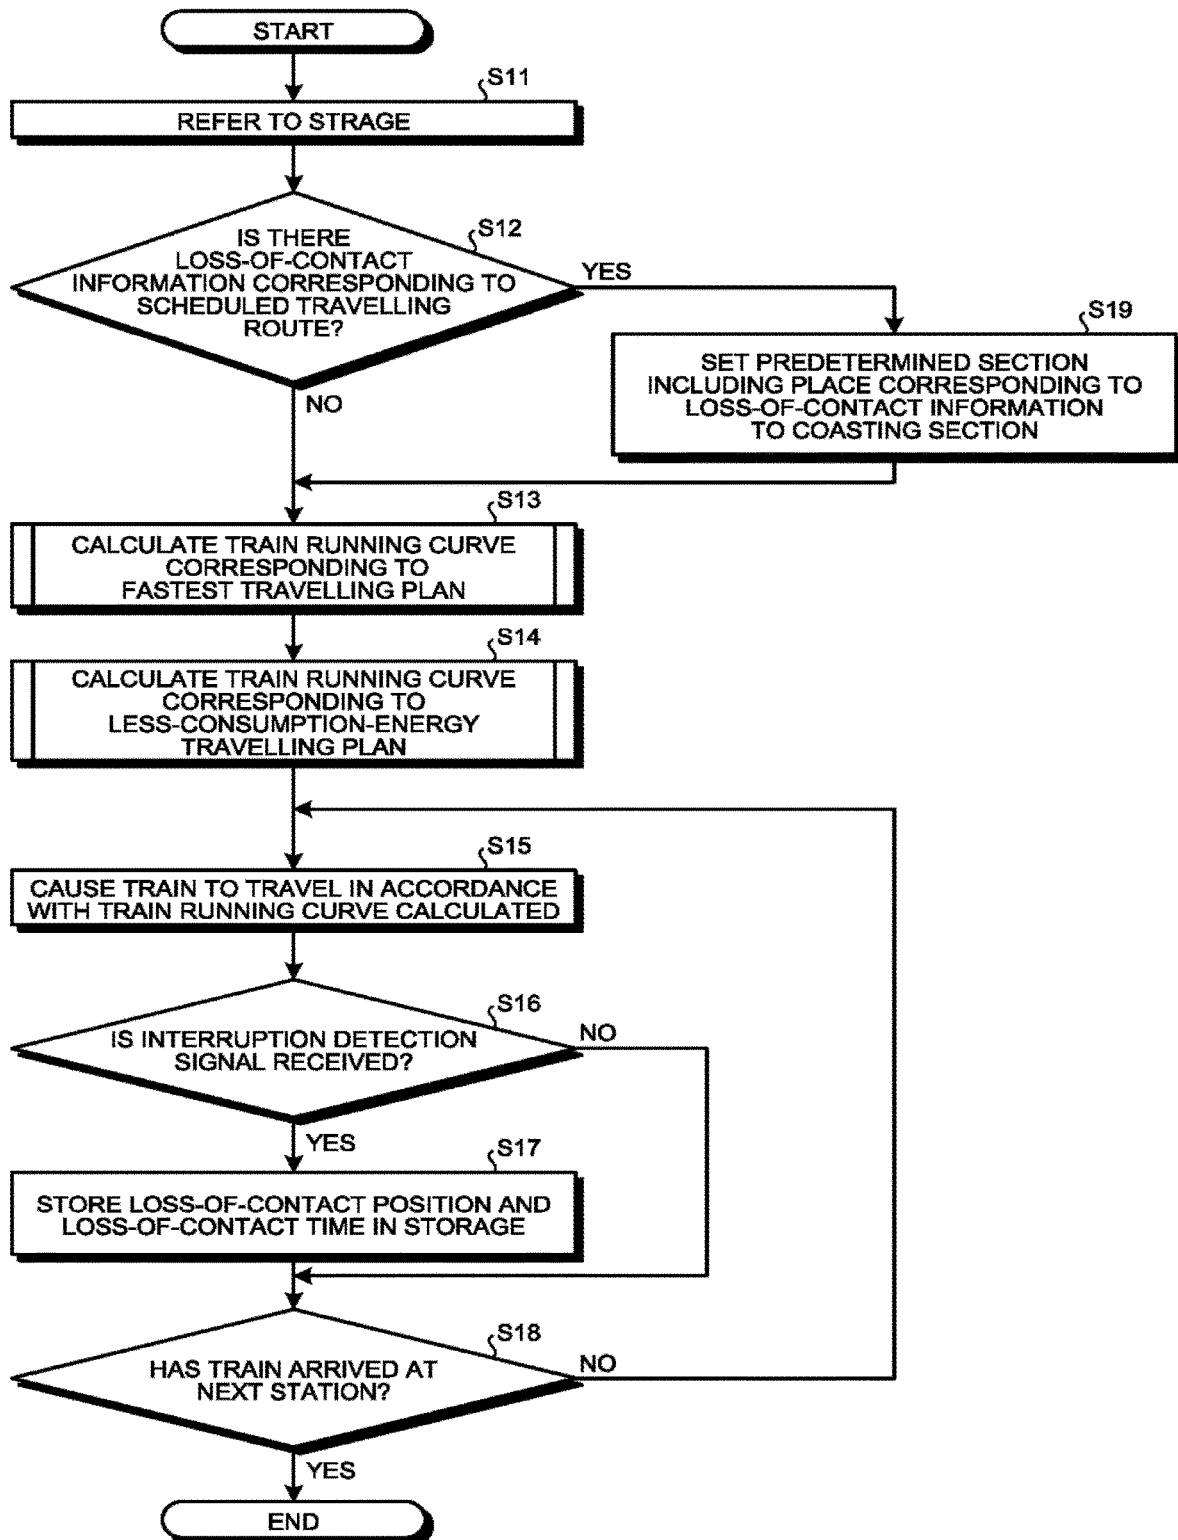 START
S11
REFER TO STRAGE
S12
IS THERE
LOSS-OF-CONTACT
INFORMATION CORRESPONDING TO
SCHEDULED TRAVELLING
ROUTE?
YES
NO
S19
SET PREDETERMINED SECTION
INCLUDING PLACE CORRESPONDING TO
LOSS-OF-CONTACT INFORMATION
TO COASTING SECTION
S13
CALCULATE TRAIN RUNNING CURVE
CORRESPONDING TO
FASTEST TRAVELLING PLAN
S14
CALCULATE TRAIN RUNNING CURVE
CORRESPONDING TO
LESS-CONSUMPTION-ENERGY
TRAVELLING PLAN
S15
CAUSE TRAIN TO TRAVEL IN ACCORDANCE
WITH TRAIN RUNNING CURVE CALCULATED
S16
IS INTERRUPTION DETECTION
SIGNAL RECEIVED?
NO
YES
S17
STORE LOSS-OF-CONTACT POSITION AND
LOSS-OF-CONTACT TIME IN STORAGE
S18
HAS TRAIN ARRIVED AT
NEXT STATION?
NO
YES
END